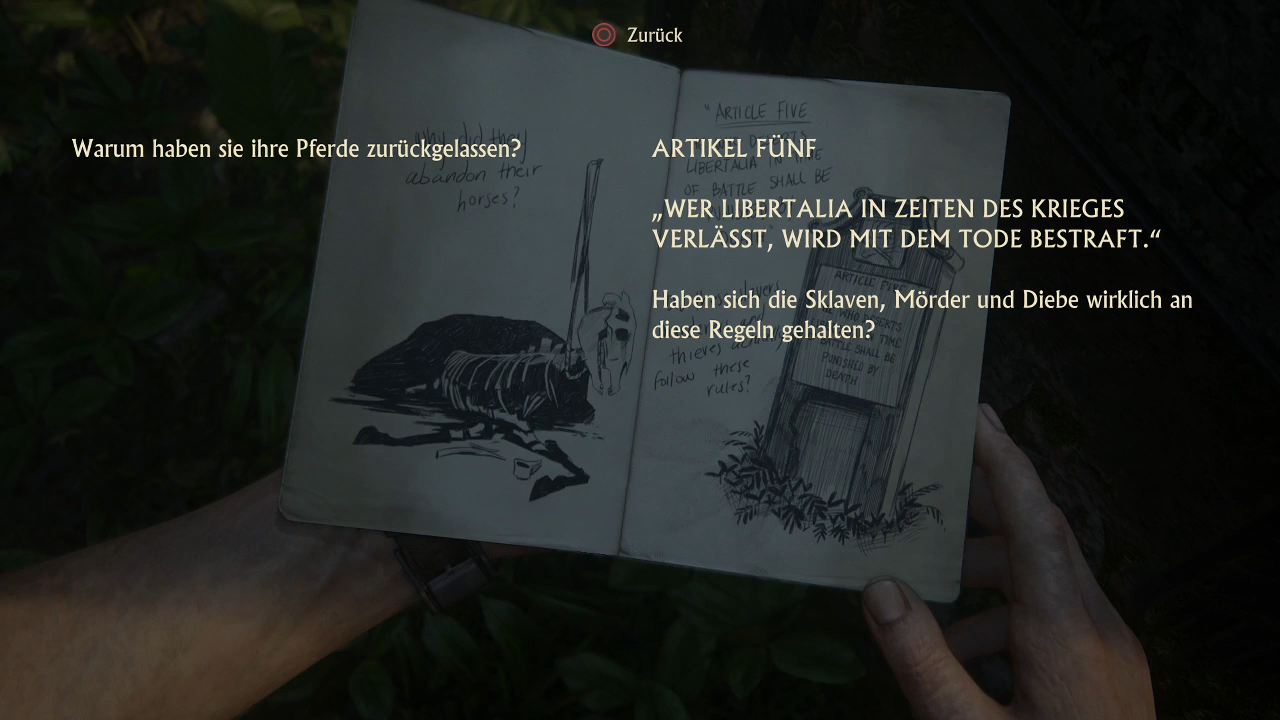 Zurück
Warum haben sie ihre Pferde zurückgelassen?
why did they
abandon their
horses?
ARTIKEL FÜNF
„WER LIBERTALIA IN ZEITEN DES KRIEGES
VERLÄSST, WIRD MIT DEM TODE BESTRAFT.“
Haben sich die Sklaven, Mörder und Diebe wirklich an
diese Regeln gehalten?
"ARTICLE FIVE
LIBERTALIA IN
OF BATTLE SHALL BE
thieves
follow these
rules?
ARTICLE FIVE
BATTLE SHALL BE
PUNISHED BY
DEATH